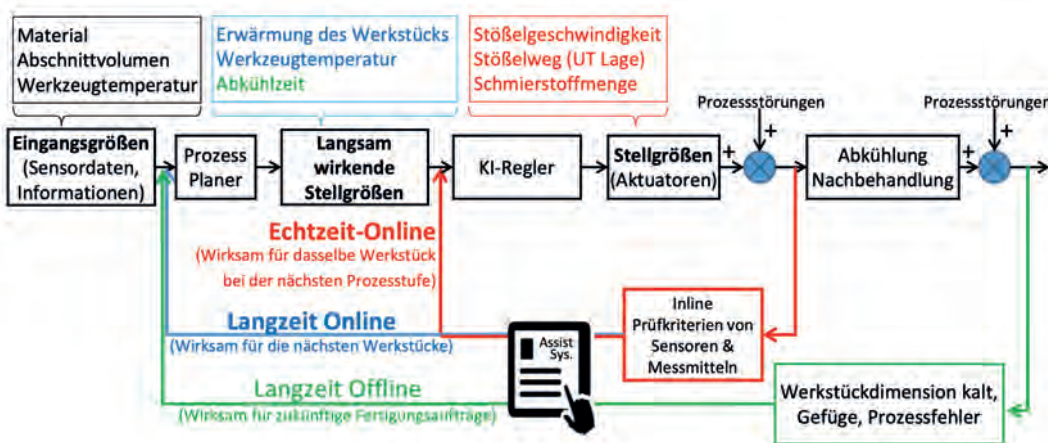 Material
Abschnittvolumen
Werkzeugtemperatur
Erwärmung des Werkstücks
Werkzeugtemperatur
Abkühlzeit
Stößelgeschwindigkeit
Stößelweg (UT Lage)
Schmierstoffmenge
Prozessstörungen
Prozessstörungen
Eingangsgrößen
(Sensordaten,
Informationen)
Prozess
Planer
Langsam
wirkende
Stellgrößen
KI-Regler
Stellgrößen
(Aktuatoren)
+
+
Abkühlung
Nachbehandlung
+
+
Echtzeit-Online
(Wirksam für dasselbe Werkstück
bei der nächsten Prozesstufe)
Langzeit Online
(Wirksam für die nächsten Werkstücke)
Assist
Sys.
Inline
Prüfkriterien von
Sensoren &
Messmitteln
Langzeit Offline
(Wirksam für zukünftige Fertigungsaufträge)
Werkstückdimension kalt,
Gefüge, Prozessfehler